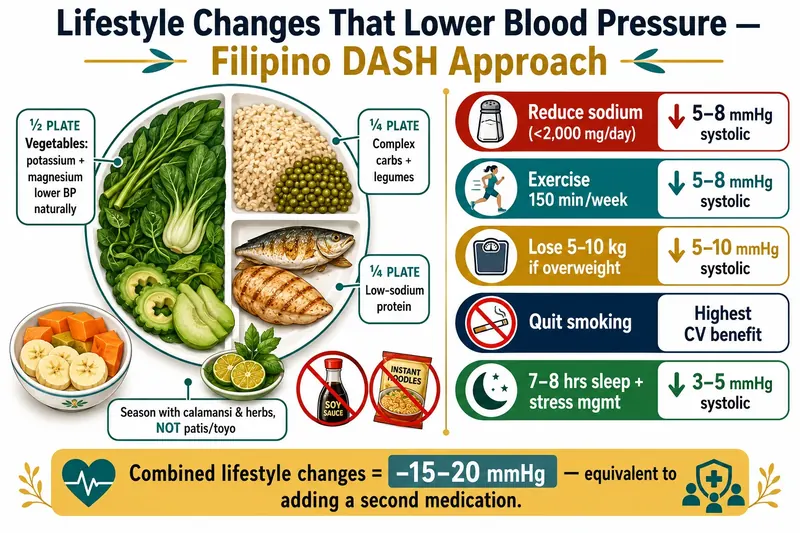 Lifestyle Changes That Lower Blood Pressure —
Filipino DASH Approach
½ PLATE
Vegetables:
potassium +
magnesium
lower BP
naturally
¼ PLATE
Complex
carbs +
legumes
¼ PLATE
Low-sodium
protein
Season with calamansi & herbs,
NOT patis/toyo
SOY
SAUCE
INSTANT
NOODLES
Reduce sodium
(<2,000 mg/day)
5–8 mmHg
systolic
Exercise
150 min/week
5–8 mmHg
systolic
Lose 5–10 kg
if overweight
5–10 mmHg
systolic
Quit smoking
Highest
CV benefit
7–8 hrs sleep +
stress mgmt
3–5 mmHg
systolic
Combined lifestyle changes = –15–20 mmHg — equivalent to
adding a second medication.